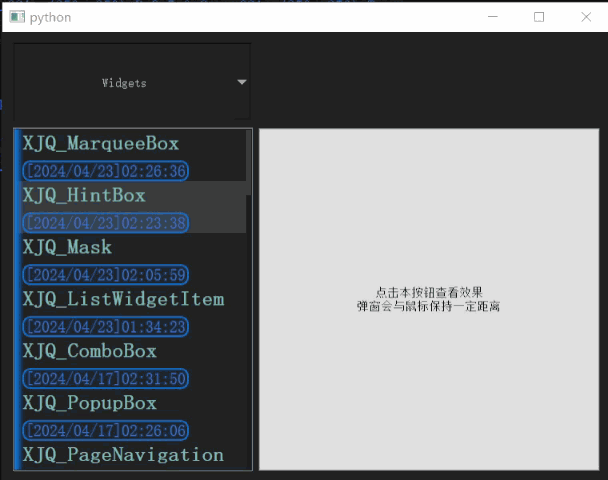 python
Widgets
XJQ_MarqueeBox
[2024/04/23]02:26:36
XJQ_HintBox
[2024/04/23]02:23:38
XJQ_Mask
[2024/04/23]02:05:59
XJQ_ListWidgetItem
[2024/04/23]01:34:23
XJQ_ComboBox
[2024/04/17]02:31:50
XJQ_PopupBox
[2024/04/17]02:26:06
XJQ_PageNavigation
点击本按钮查看效果
弹窗会与鼠标保持一定距离